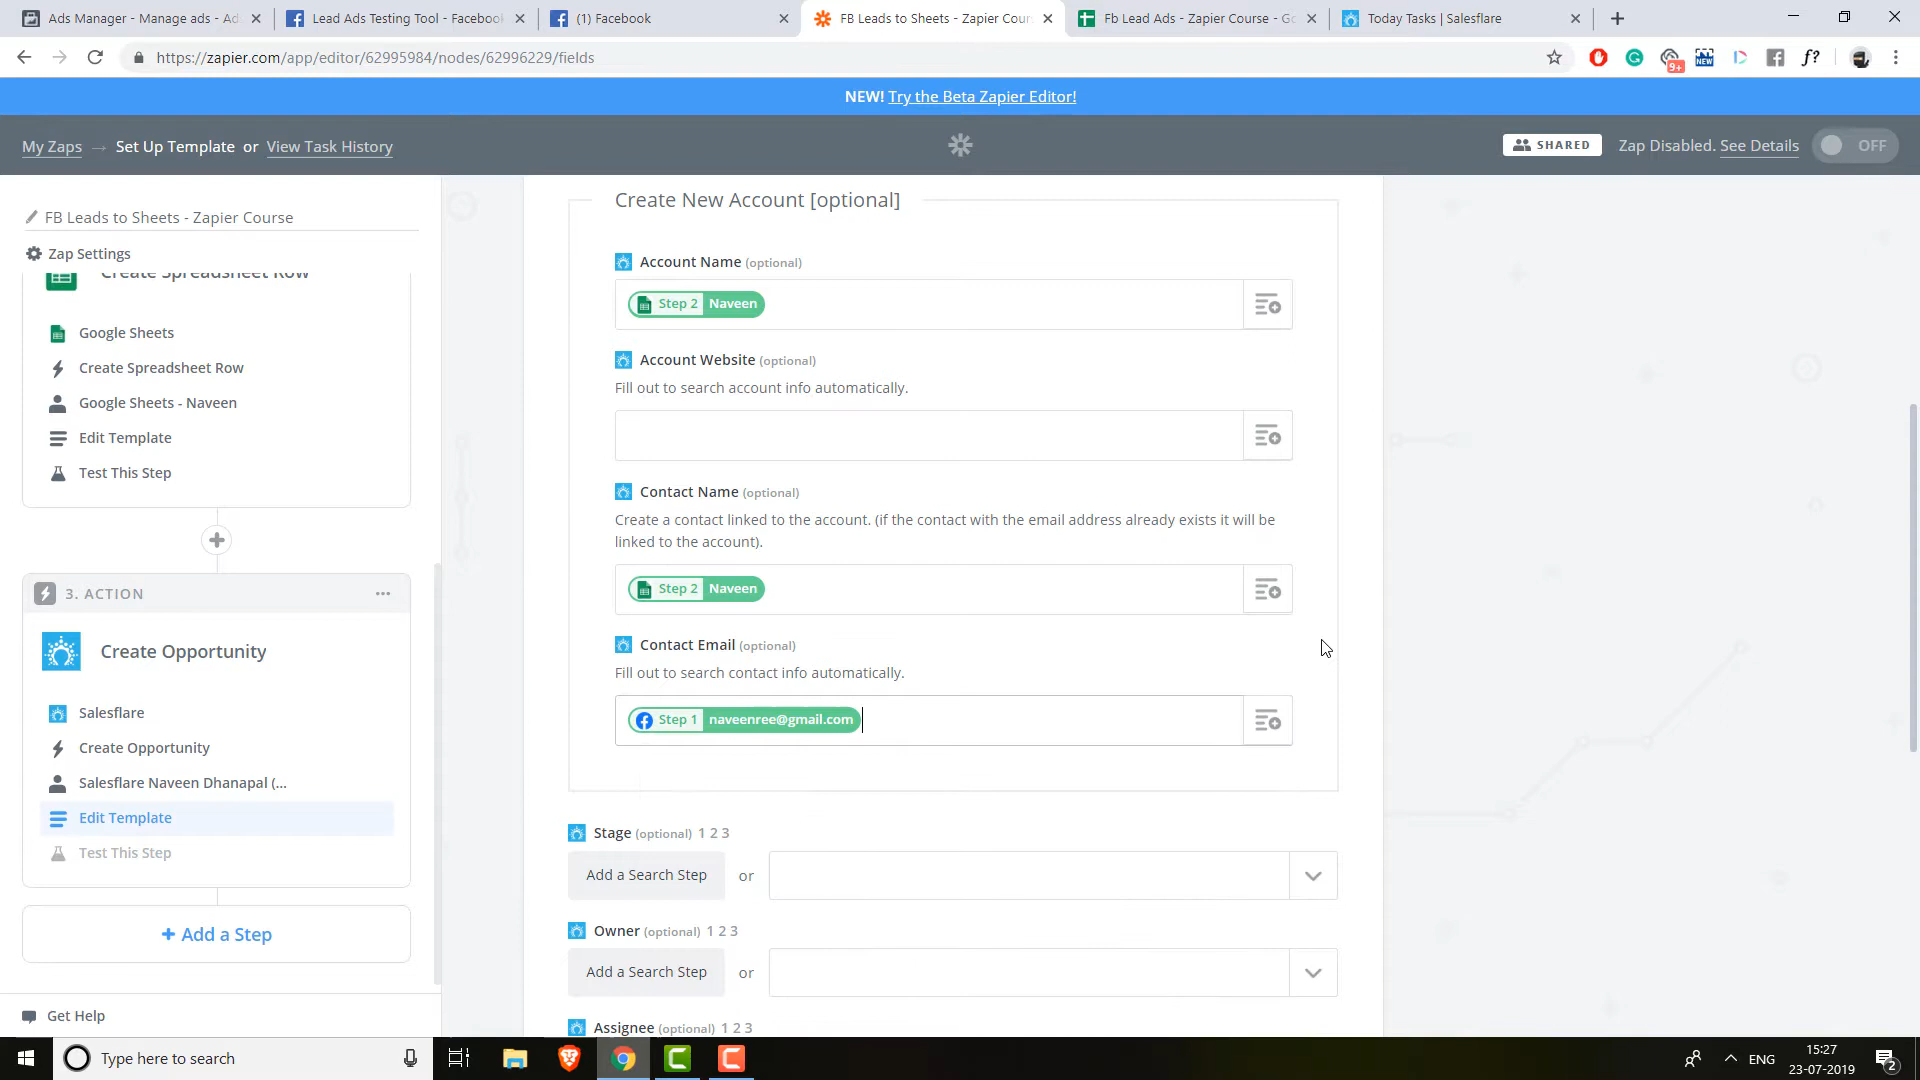 Ads Manager - Manage ads - Ad
Lead Ads Testing Tool - Facebook
(1) Facebook
FB Leads to Sheets - Zapier Cour
Fb Lead Ads - Zapier Course - Go
Today Tasks | Salesflare
https://zapier.com/app/editor/62995984/nodes/62996229/fields
9+
NEW
f?
NEW! Try the Beta Zapier Editor!
My Zaps → Set Up Template or View Task History
SHARED
Zap Disabled. See Details
OFF
FB Leads to Sheets - Zapier Course
Zap Settings
Create Spreadsheet Row
Google Sheets
Create Spreadsheet Row
Google Sheets - Naveen
Edit Template
Test This Step
3. ACTION
Create Opportunity
Salesflare
Create Opportunity
Salesflare Naveen Dhanapal (...
Edit Template
Test This Step
+ Add a Step
Get Help
Create New Account [optional]
Account Name (optional)
Step 2 Naveen
Account Website (optional)
Fill out to search account info automatically.
Contact Name (optional)
Create a contact linked to the account. (if the contact with the email address already exists it will be
linked to the account).
Step 2 Naveen
Contact Email (optional)
Fill out to search contact info automatically.
Step 1 naveenree@gmail.com
Stage (optional) 1 2 3
Add a Search Step or
Owner (optional) 1 2 3
Add a Search Step or
Assignee (optional) 1 2 3
Type here to search
ENG
15:27
23-07-2019
2